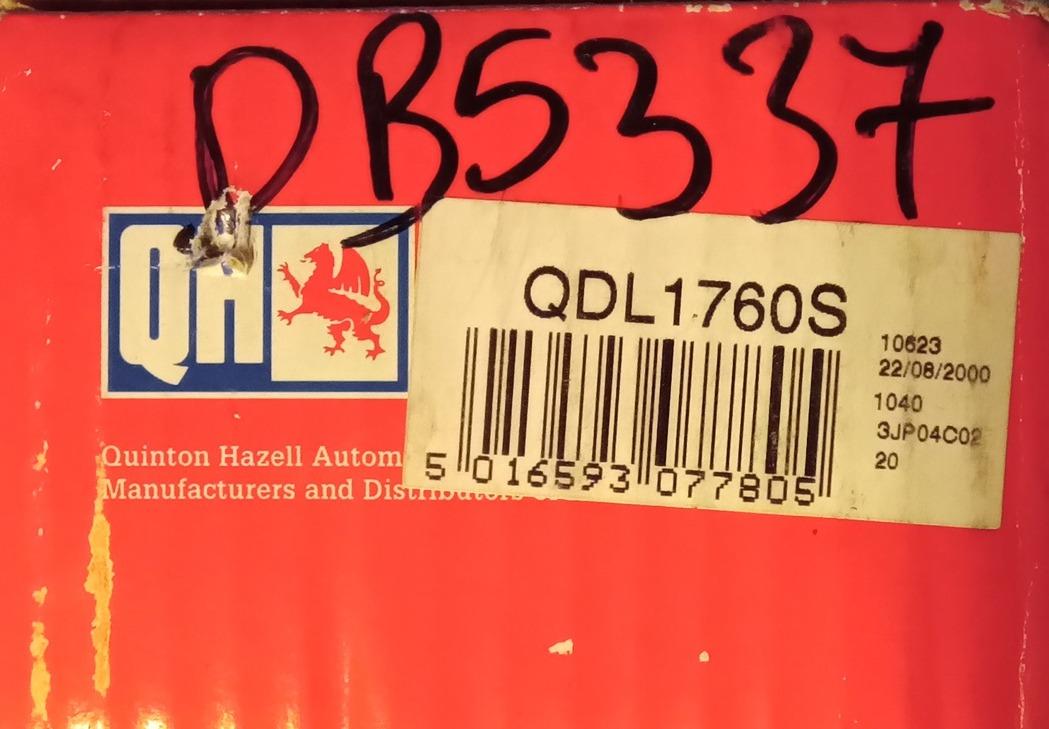 DB5337
QH
QDL1760S
10623
22/08/2000
1040
3JP04C02
20
5 016593 077805
Quinton Hazell Autom
Manufacturers and Distributors